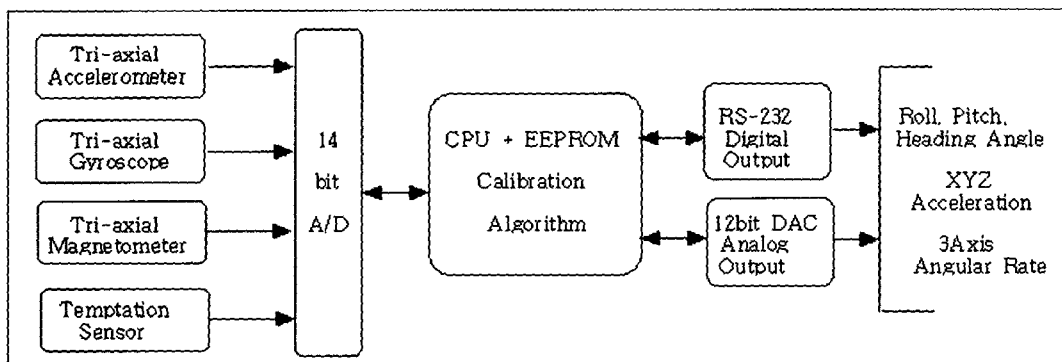 Tri-axial
Accelerometer
Tri-axial
Gyroscope
Tri-axial
Magnetometer
Temptation
Sensor
14
bit
A/D
CPU + EEPROM
Calibration
Algorithm
RS-232
Digital
Output
12bit DAC
Analog
Output
Roll, Pitch,
Heading Angle
XYZ
Acceleration
3Axis
Angular Rate